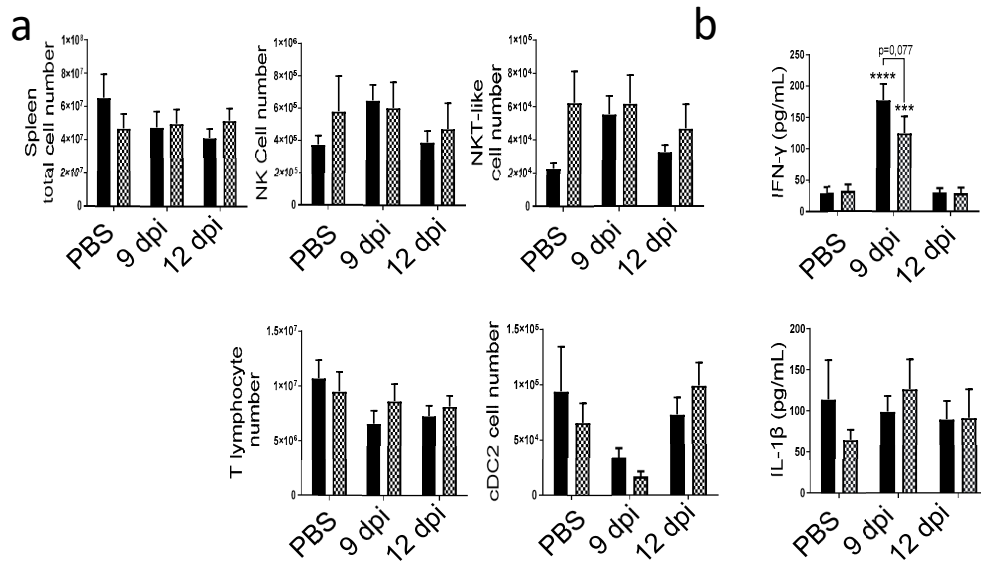 a
b
Spleen
total cell number
1×10⁸
8×10⁷
6×10⁷
4×10⁷
2×10⁷
0
PBS
9 dpi
12 dpi
NK Cell number
1×10⁶
8×10⁵
6×10⁵
4×10⁵
2×10⁵
0
PBS
9 dpi
12 dpi
NKT-like
cell number
1×10⁵
8×10⁴
6×10⁴
4×10⁴
2×10⁴
0
PBS
9 dpi
12 dpi
IFN-γ (pg/mL)
250
200
150
100
50
0
p=0,077
****
***
PBS
9 dpi
12 dpi
T lymphocyte
number
1.5×10⁷
1×10⁷
5×10⁶
0
PBS
9 dpi
12 dpi
cDC2 cell number
1.5×10⁵
1×10⁵
5×10⁴
0
PBS
9 dpi
12 dpi
IL-1β (pg/mL)
200
150
100
50
0
PBS
9 dpi
12 dpi